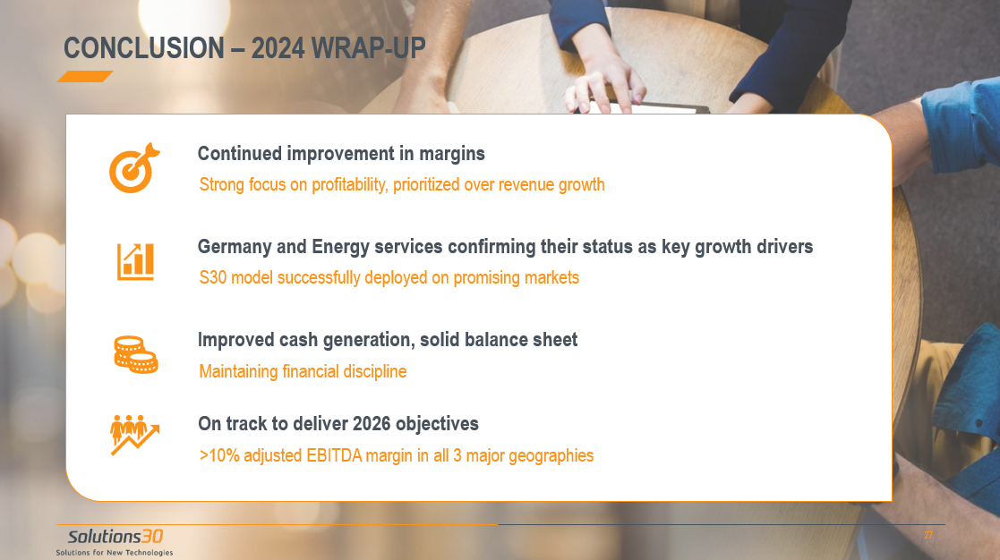 CONCLUSION – 2024 WRAP-UP
Continued improvement in margins
Strong focus on profitability, prioritized over revenue growth
Germany and Energy services confirming their status as key growth drivers
S30 model successfully deployed on promising markets
Improved cash generation, solid balance sheet
Maintaining financial discipline
On track to deliver 2026 objectives
>10% adjusted EBITDA margin in all 3 major geographies
Solutions30
Solutions for New Technologies
27